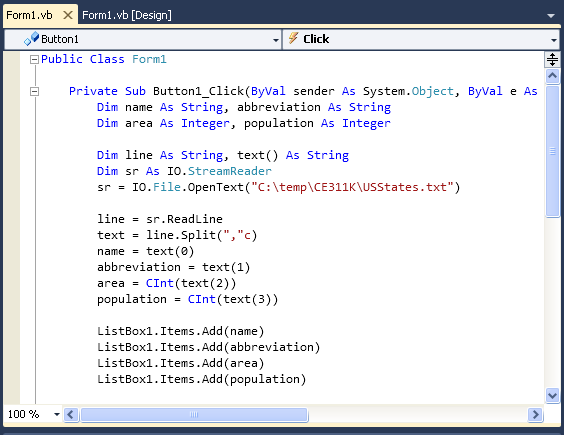 Form1.vb Form1.vb [Design]
Button1 Click
Public Class Form1
Private Sub Button1_Click(ByVal sender As System.Object, ByVal e As
Dim name As String, abbreviation As String
Dim area As Integer, population As Integer
Dim line As String, text() As String
Dim sr As IO.StreamReader
sr = IO.File.OpenText("C:\temp\CE311K\USStates.txt")
line = sr.ReadLine
text = line.Split(","c)
name = text(0)
abbreviation = text(1)
area = CInt(text(2))
population = CInt(text(3))
ListBox1.Items.Add(name)
ListBox1.Items.Add(abbreviation)
ListBox1.Items.Add(area)
ListBox1.Items.Add(population)
100 %